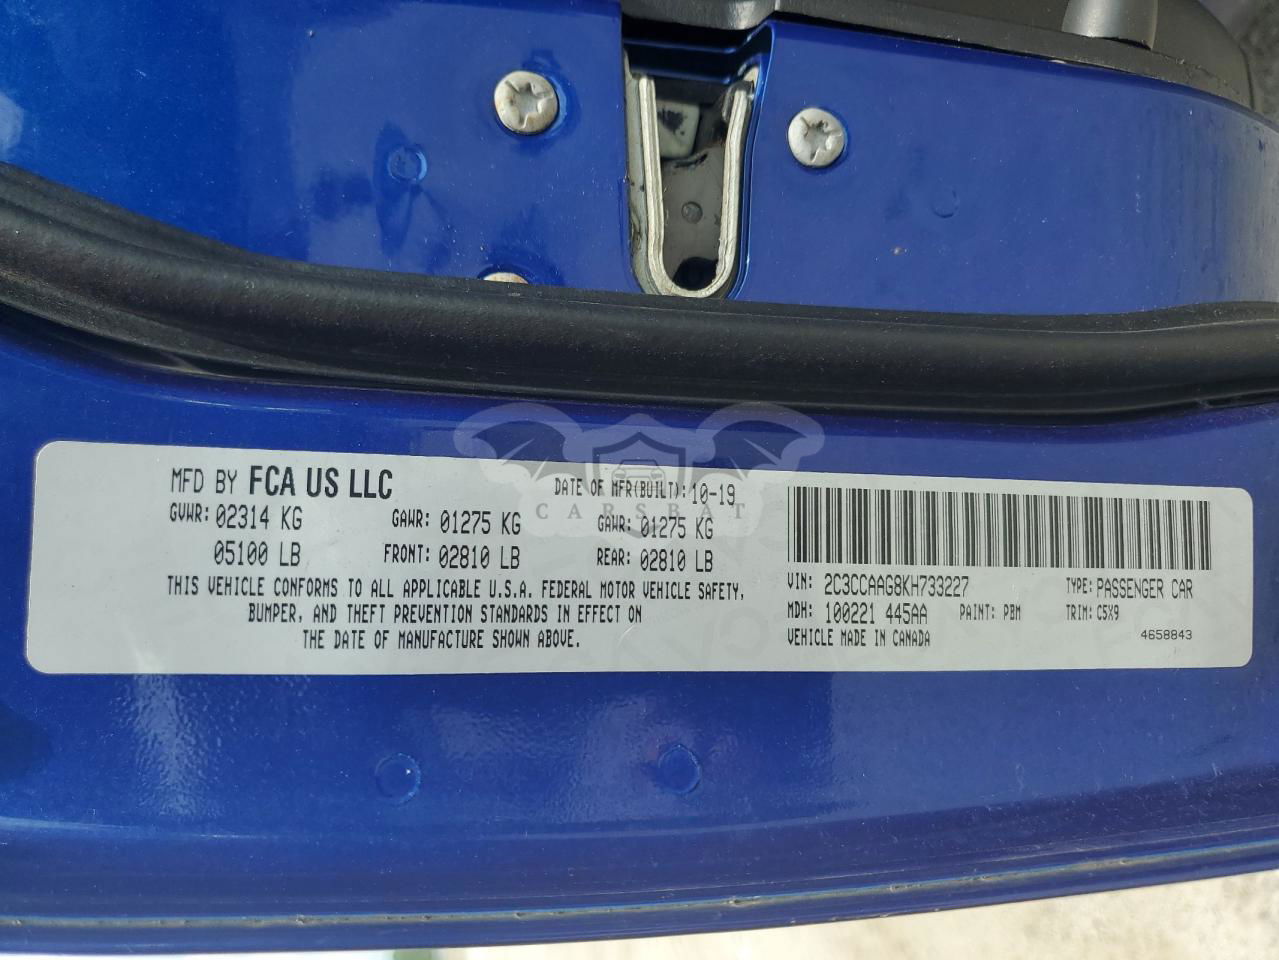 MFD BY FCA US LLC DATE OF MFR(BUILT): 10-19
GVWR: 02314 KG GAWR: 01275 KG GAWR: 01275 KG
05100 LB FRONT: 02810 LB REAR: 02810 LB
THIS VEHICLE CONFORMS TO ALL APPLICABLE U.S.A. FEDERAL MOTOR VEHICLE SAFETY,
BUMPER, AND THEFT PREVENTION STANDARDS IN EFFECT ON
THE DATE OF MANUFACTURE SHOWN ABOVE.
VIN: 2C3CCAAG8KH733227 TYPE: PASSENGER CAR
MDH: 100221 445AA PAINT: PBM TRIM: C5X9
VEHICLE MADE IN CANADA 4658843
CARSBAT